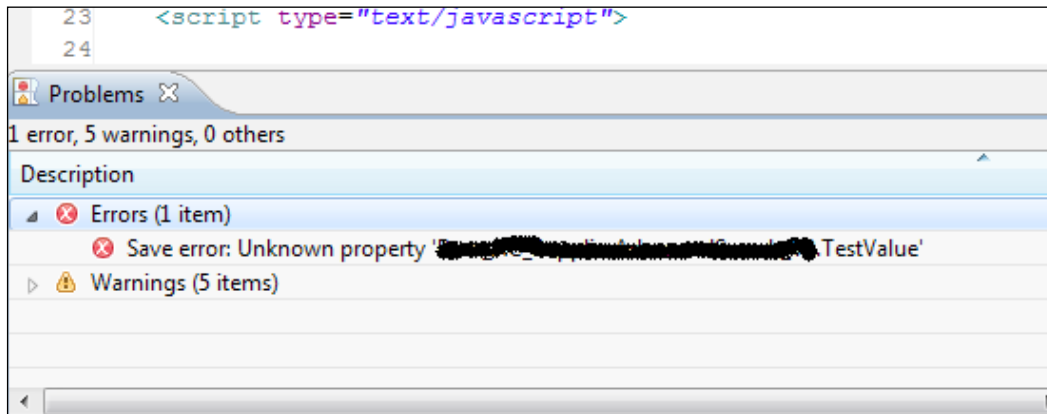 23 <script type="text/javascript">
24
Problems
1 error, 5 warnings, 0 others
Description
Errors (1 item)
Save error: Unknown property '.TestValue'
Warnings (5 items)